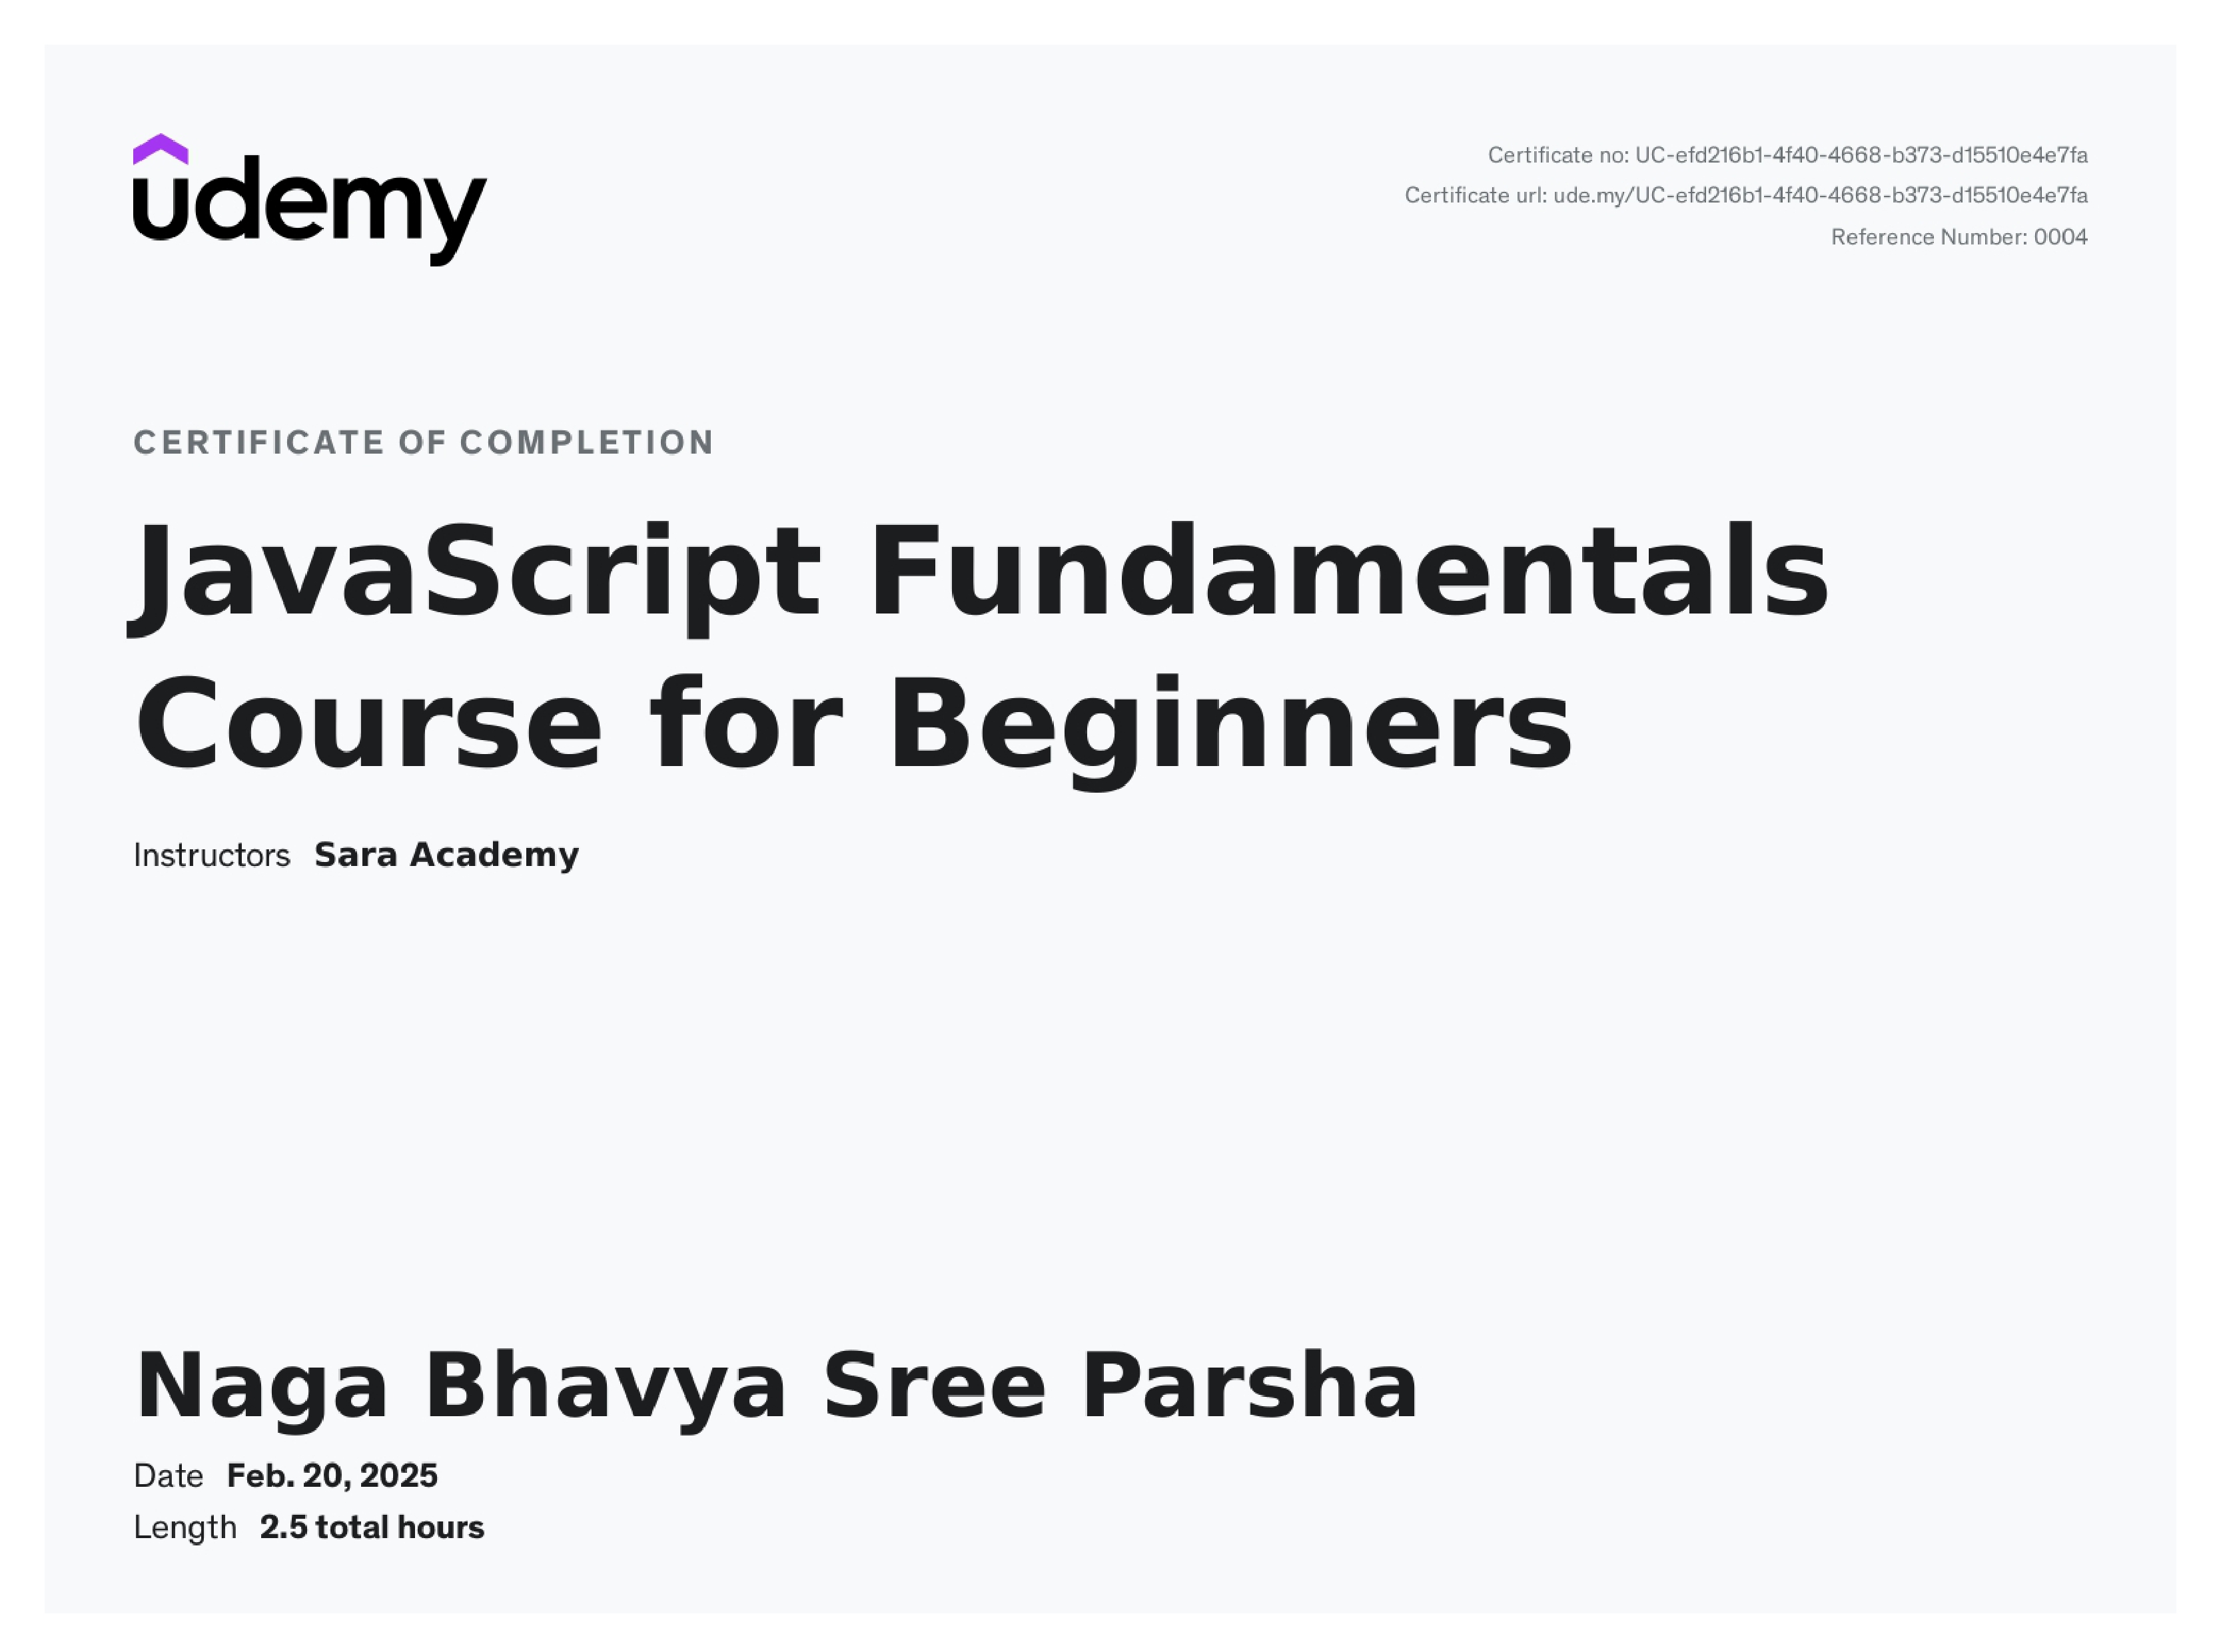 udemy
Certificate no: UC-efd216b1-4f40-4668-b373-d15510e4e7fa
Certificate url: ude.my/UC-efd216b1-4f40-4668-b373-d15510e4e7fa
Reference Number: 0004
CERTIFICATE OF COMPLETION
JavaScript Fundamentals
Course for Beginners
Instructors Sara Academy
Naga Bhavya Sree Parsha
Date Feb. 20, 2025
Length 2.5 total hours